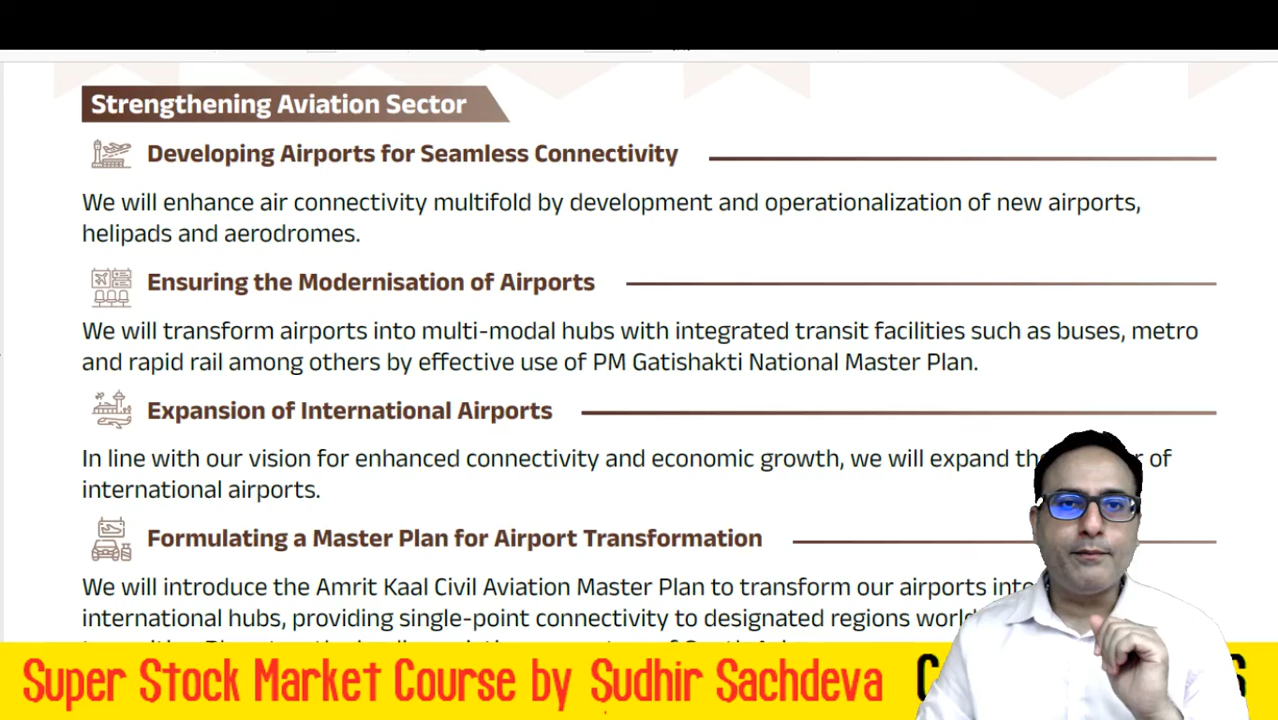 Strengthening Aviation Sector
Developing Airports for Seamless Connectivity
We will enhance air connectivity multifold by development and operationalization of new airports,
helipads and aerodromes.
Ensuring the Modernisation of Airports
We will transform airports into multi-modal hubs with integrated transit facilities such as buses, metro
and rapid rail among others by effective use of PM Gatishakti National Master Plan.
Expansion of International Airports
In line with our vision for enhanced connectivity and economic growth, we will expand of
international airports.
Formulating a Master Plan for Airport Transformation
We will introduce the Amrit Kaal Civil Aviation Master Plan to transform our airports
international hubs, providing single-point connectivity to designated regions
Super Stock Market Course by Sudhir Sachdeva